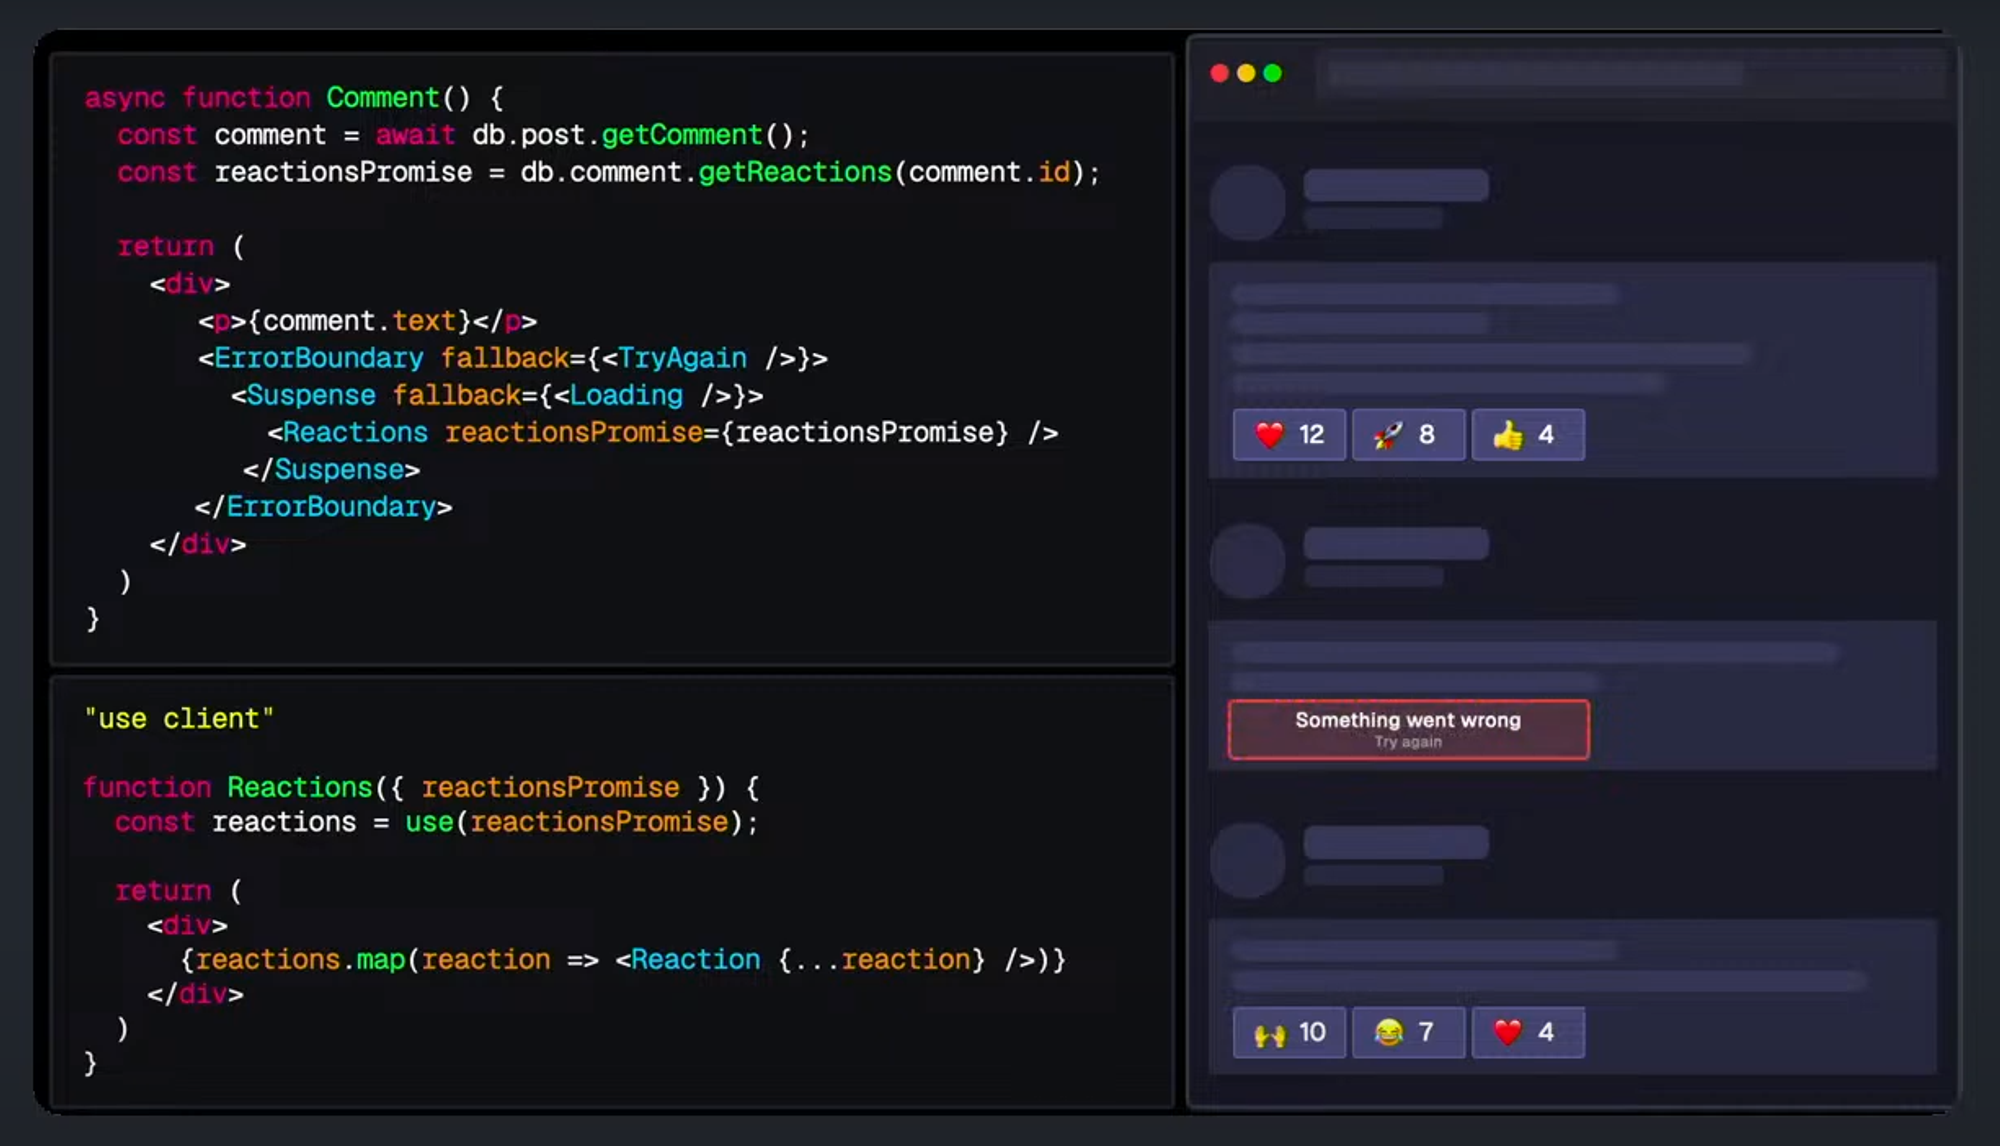 async function Comment() {
  const comment = await db.post.getComment();
  const reactionsPromise = db.comment.getReactions(comment.id);
  return (
    <div>
       <p>{comment.text}</p>
       <ErrorBoundary fallback={<TryAgain />}>
         <Suspense fallback={<Loading />}>
           <Reactions reactionsPromise={reactionsPromise} />
          </Suspense>
       </ErrorBoundary>
    </div>
  )
}
"use client"
function Reactions({ reactionsPromise }) {
  const reactions = use(reactionsPromise);
  return (
    <div>
      {reactions.map(reaction => <Reaction {...reaction} />)}
    </div>
  )
}
❤️ 12 🚀 8 👍 4
Something went wrong
Try again
🙌 10 😂 7 ❤️ 4